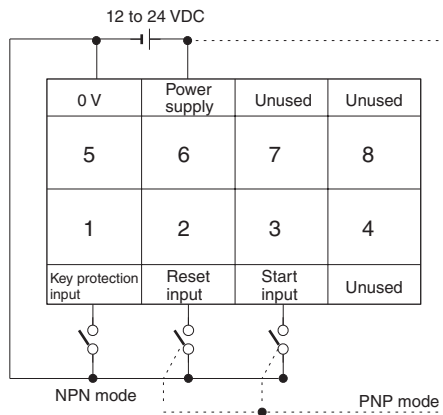 12 to 24 VDC
0 V
Power
supply
Unused
Unused
5
6
7
8
1
2
3
4
Key protection
input
Reset
input
Start
input
Unused
NPN mode
PNP mode